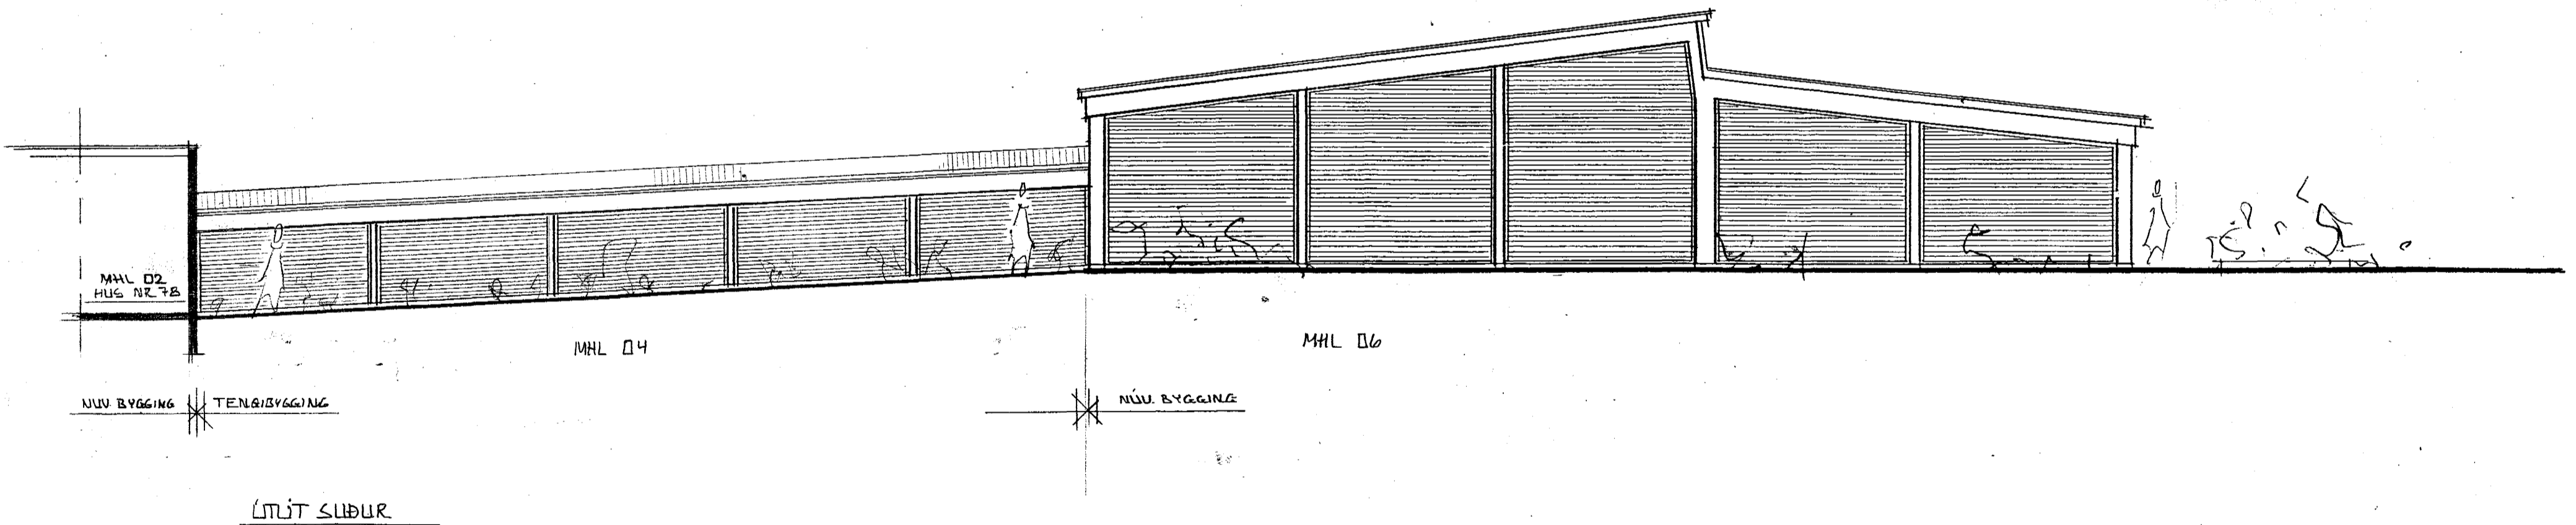 MHL 02
HUS NR 78
MHL 04
MHL 06
NUV. BYGGING
TENGIBYGGING
NÚV. BYGGING
ÚTLIT SUÐUR